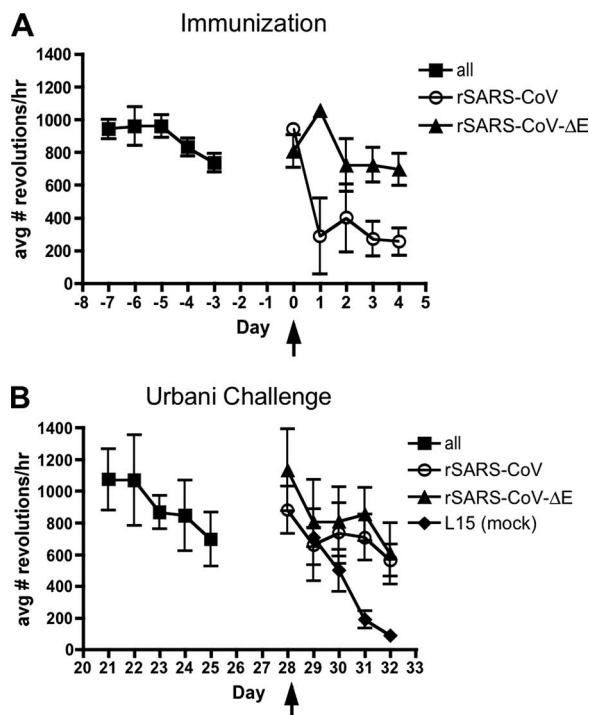 A
Immunization
avg # revolutions/hr
1400
1200
1000
800
600
400
200
0
-8 -7 -6 -5 -4 -3 -2 -1 0 1 2 3 4 5
Day
all
rSARS-CoV
rSARS-CoV-ΔE
B
Urbani Challenge
avg # revolutions/hr
1400
1200
1000
800
600
400
200
0
20 21 22 23 24 25 26 27 28 29 30 31 32 33
Day
all
rSARS-CoV
rSARS-CoV-ΔE
L15 (mock)